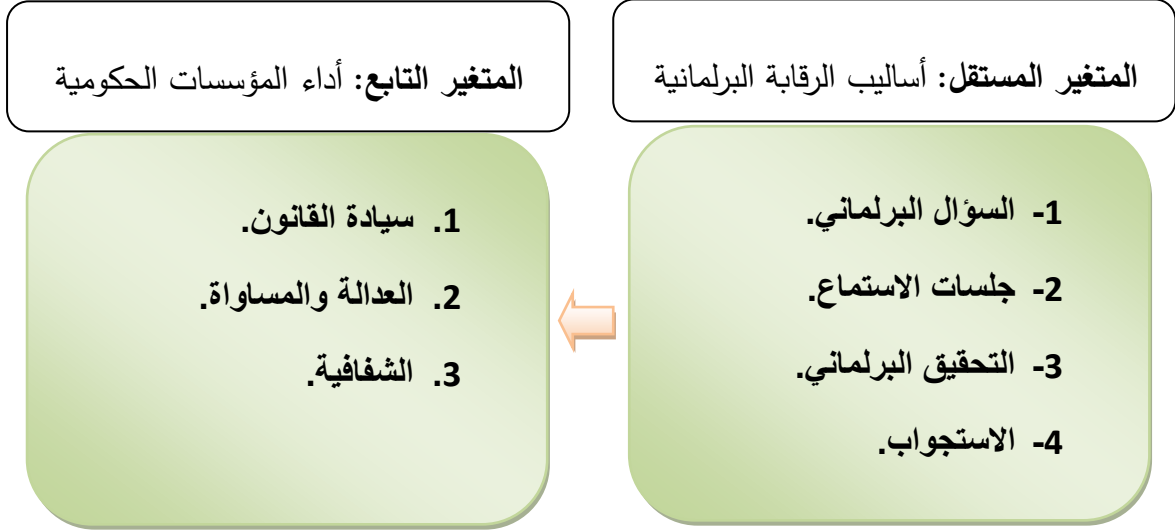 المتغير المستقل: أساليب الرقابة البرلمانية
1- السؤال البرلماني.
2- جلسات الاستماع.
3- التحقيق البرلماني.
4- الاستجواب.
المتغير التابع: أداء المؤسسات الحكومية
1. سيادة القانون.
2. العدالة والمساواة.
3. الشفافية.